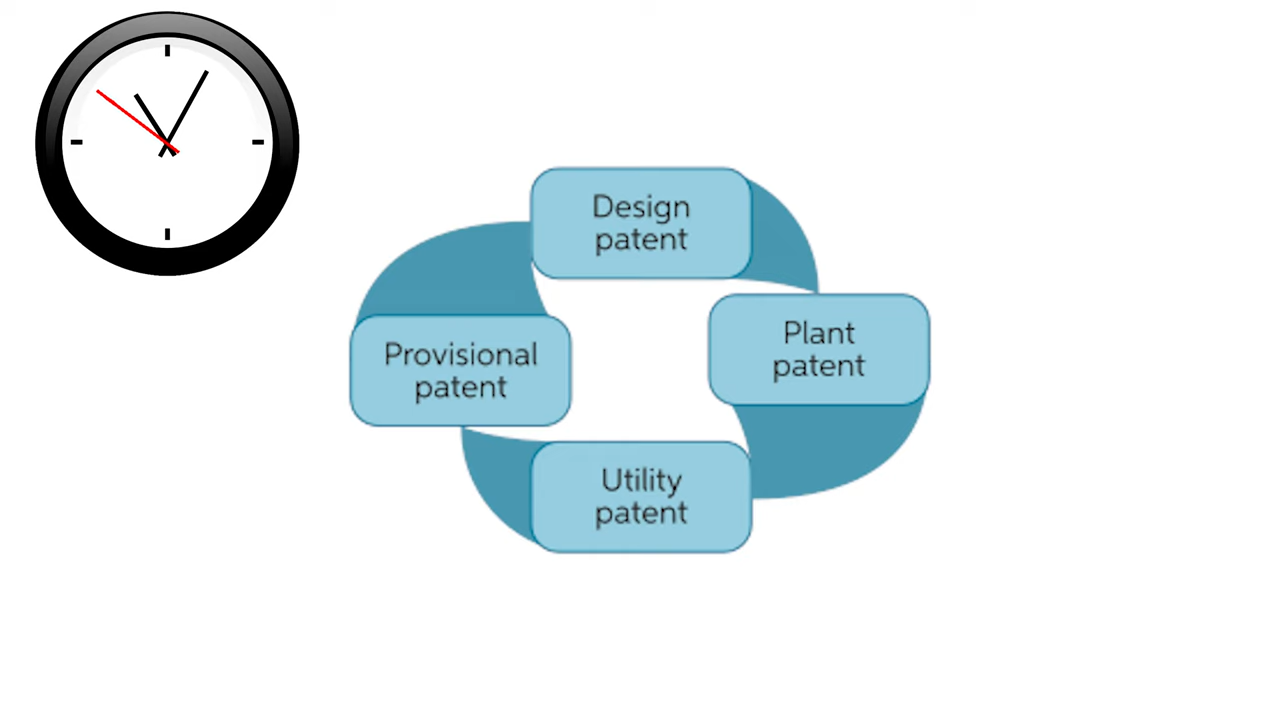 Design
patent
Plant
patent
Provisional
patent
Utility
patent